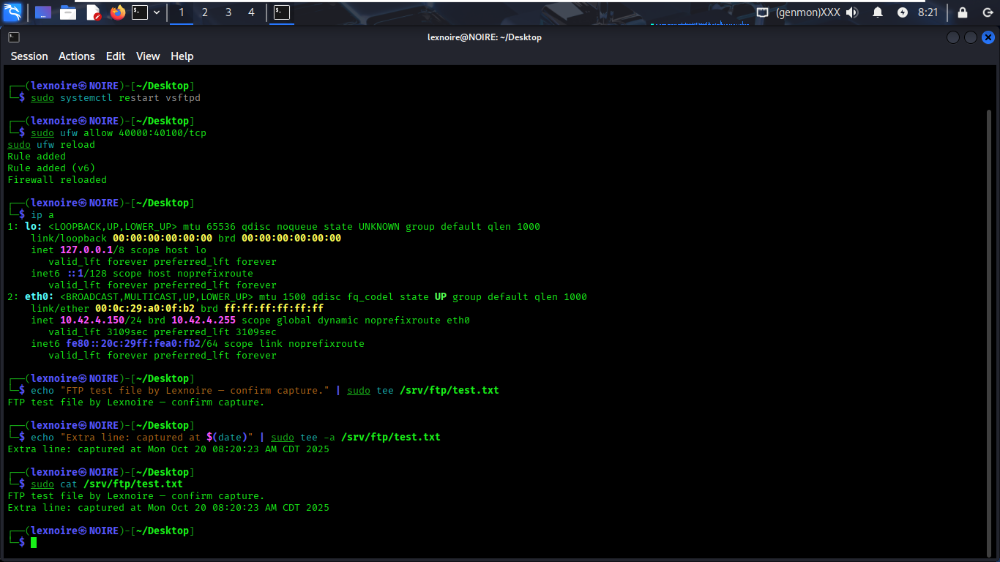 1 2 3 4 (genmon)XXX 8:21
lexnoire@NOIRE: ~/Desktop
Session Actions Edit View Help
┌──(lexnoire㉿NOIRE)-[~/Desktop]
└─$ sudo systemctl restart vsftpd
┌──(lexnoire㉿NOIRE)-[~/Desktop]
└─$ sudo ufw allow 40000:40100/tcp
sudo ufw reload
Rule added
Rule added (v6)
Firewall reloaded
┌──(lexnoire㉿NOIRE)-[~/Desktop]
└─$ ip a
1: lo: <LOOPBACK,UP,LOWER_UP> mtu 65536 qdisc noqueue state UNKNOWN group default qlen 1000
link/loopback 00:00:00:00:00:00 brd 00:00:00:00:00:00
inet 127.0.0.1/8 scope host lo
valid_lft forever preferred_lft forever
inet6 ::1/128 scope host noprefixroute
valid_lft forever preferred_lft forever
2: eth0: <BROADCAST,MULTICAST,UP,LOWER_UP> mtu 1500 qdisc fq_codel state UP group default qlen 1000
link/ether 00:0c:29:a0:0f:b2 brd ff:ff:ff:ff:ff:ff
inet 10.42.4.150/24 brd 10.42.4.255 scope global dynamic noprefixroute eth0
valid_lft 3109sec preferred_lft 3109sec
inet6 fe80::20c:29ff:fea0:fb2/64 scope link noprefixroute
valid_lft forever preferred_lft forever
┌──(lexnoire㉿NOIRE)-[~/Desktop]
└─$ echo "FTP test file by Lexnoire — confirm capture." | sudo tee /srv/ftp/test.txt
FTP test file by Lexnoire — confirm capture.
┌──(lexnoire㉿NOIRE)-[~/Desktop]
└─$ echo "Extra line: captured at $(date)" | sudo tee -a /srv/ftp/test.txt
Extra line: captured at Mon Oct 20 08:20:23 AM CDT 2025
┌──(lexnoire㉿NOIRE)-[~/Desktop]
└─$ sudo cat /srv/ftp/test.txt
FTP test file by Lexnoire — confirm capture.
Extra line: captured at Mon Oct 20 08:20:23 AM CDT 2025
┌──(lexnoire㉿NOIRE)-[~/Desktop]
└─$